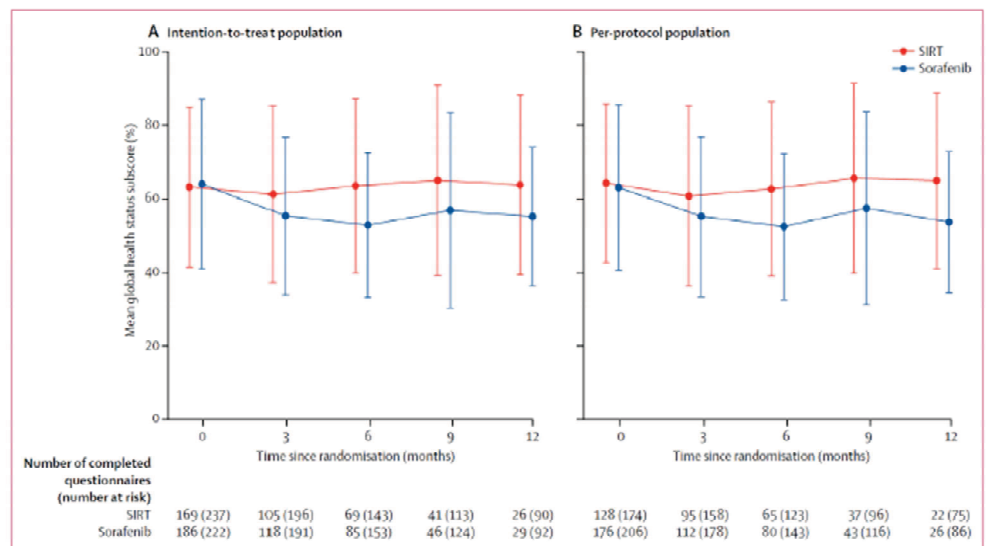 A Intention-to-treat population
B Per-protocol population
SIRT
Sorafenib
Mean global health status subscore (%)
100
80
60
40
20
0
0 3 6 9 12
Time since randomisation (months)
0 3 6 9 12
Time since randomisation (months)
Number of completed
questionnaires
(number at risk)
SIRT 169 (237) 105 (196) 69 (143) 41 (113) 26 (90) 128 (174) 95 (158) 65 (123) 37 (96) 22 (75)
Sorafenib 186 (222) 118 (191) 85 (153) 46 (124) 29 (92) 176 (206) 112 (178) 80 (143) 43 (116) 26 (86)